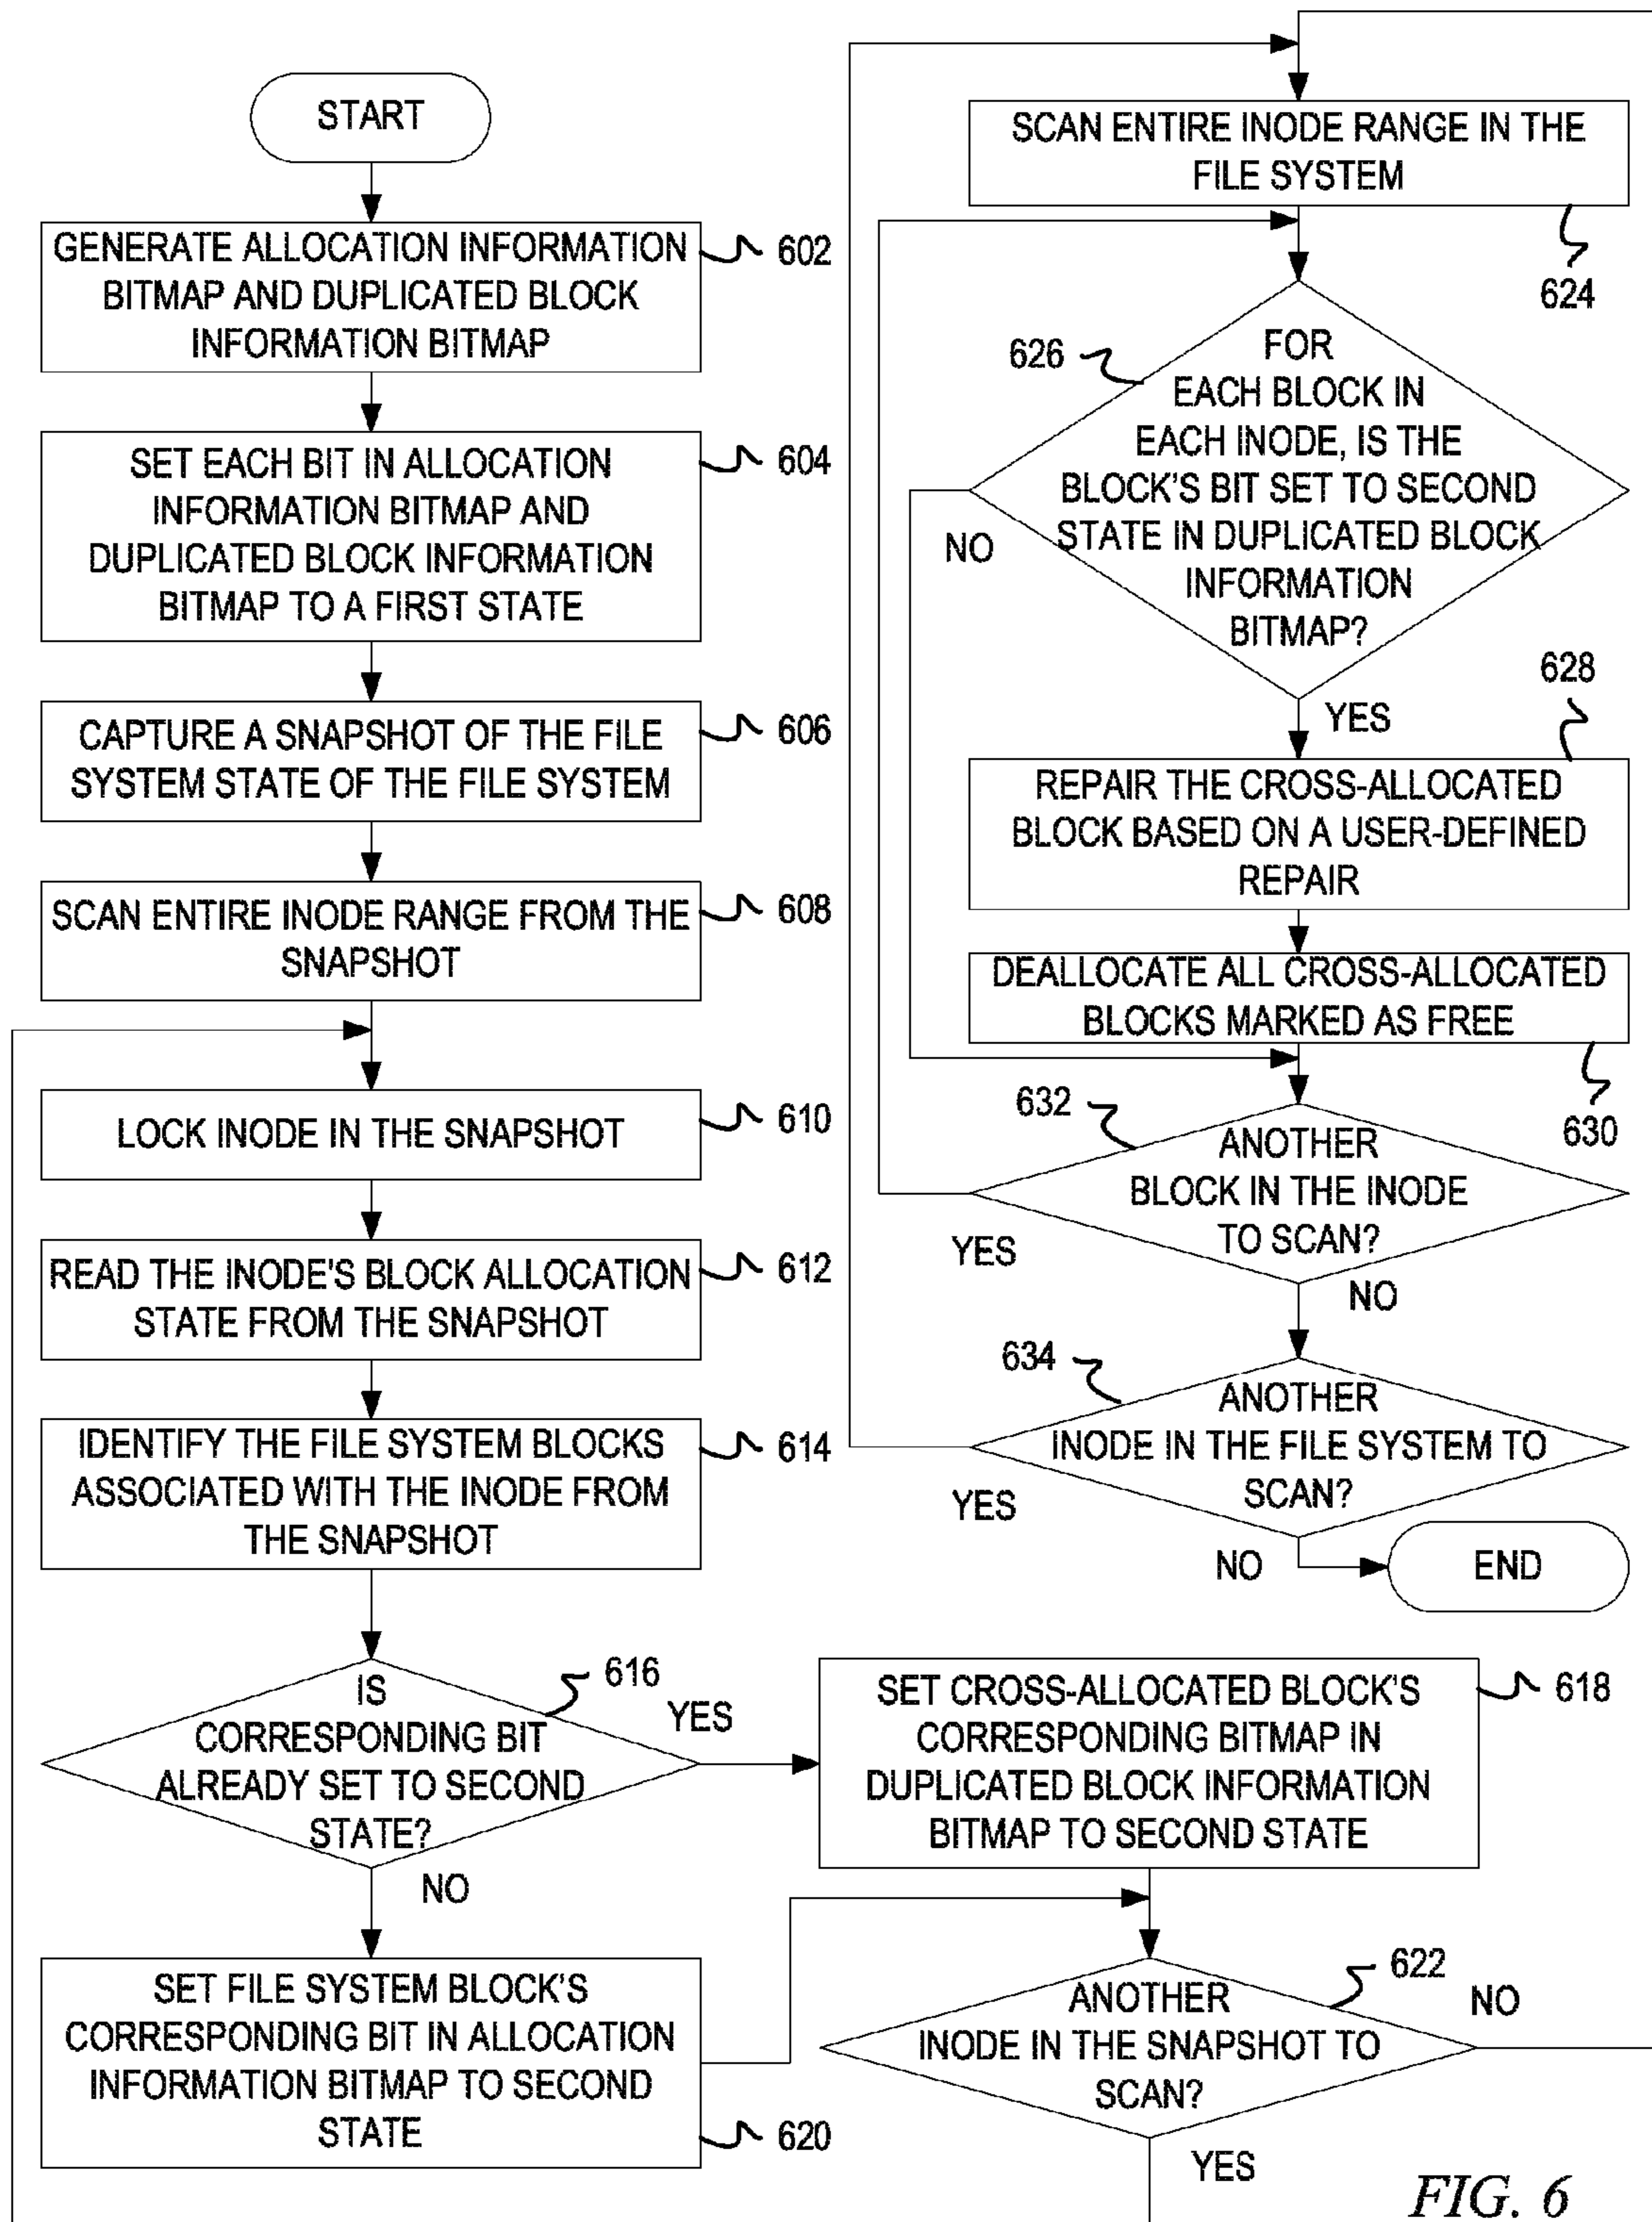 START
GENERATE ALLOCATION INFORMATION
BITMAP AND DUPLICATED BLOCK
INFORMATION BITMAP
602
SET EACH BIT IN ALLOCATION
INFORMATION BITMAP AND
DUPLICATED BLOCK INFORMATION
BITMAP TO A FIRST STATE
604
CAPTURE A SNAPSHOT OF THE FILE
SYSTEM STATE OF THE FILE SYSTEM
606
SCAN ENTIRE INODE RANGE FROM THE
SNAPSHOT
608
LOCK INODE IN THE SNAPSHOT
610
READ THE INODE'S BLOCK ALLOCATION
STATE FROM THE SNAPSHOT
612
IDENTIFY THE FILE SYSTEM BLOCKS
ASSOCIATED WITH THE INODE FROM
THE SNAPSHOT
614
IS
CORRESPONDING BIT
ALREADY SET TO SECOND
STATE?
616
YES
NO
SET CROSS-ALLOCATED BLOCK'S
CORRESPONDING BITMAP IN
DUPLICATED BLOCK INFORMATION
BITMAP TO SECOND STATE
618
SET FILE SYSTEM BLOCK'S
CORRESPONDING BIT IN ALLOCATION
INFORMATION BITMAP TO SECOND
STATE
620
ANOTHER
INODE IN THE SNAPSHOT TO
SCAN?
622
NO
YES
SCAN ENTIRE INODE RANGE IN THE
FILE SYSTEM
624
FOR
EACH BLOCK IN
EACH INODE, IS THE
BLOCK'S BIT SET TO SECOND
STATE IN DUPLICATED BLOCK
INFORMATION
BITMAP?
626
NO
YES
628
REPAIR THE CROSS-ALLOCATED
BLOCK BASED ON A USER-DEFINED
REPAIR
DEALLOCATE ALL CROSS-ALLOCATED
BLOCKS MARKED AS FREE
630
632
ANOTHER
BLOCK IN THE INODE
TO SCAN?
YES
NO
634
ANOTHER
INODE IN THE FILE SYSTEM TO
SCAN?
YES
NO
END
FIG. 6